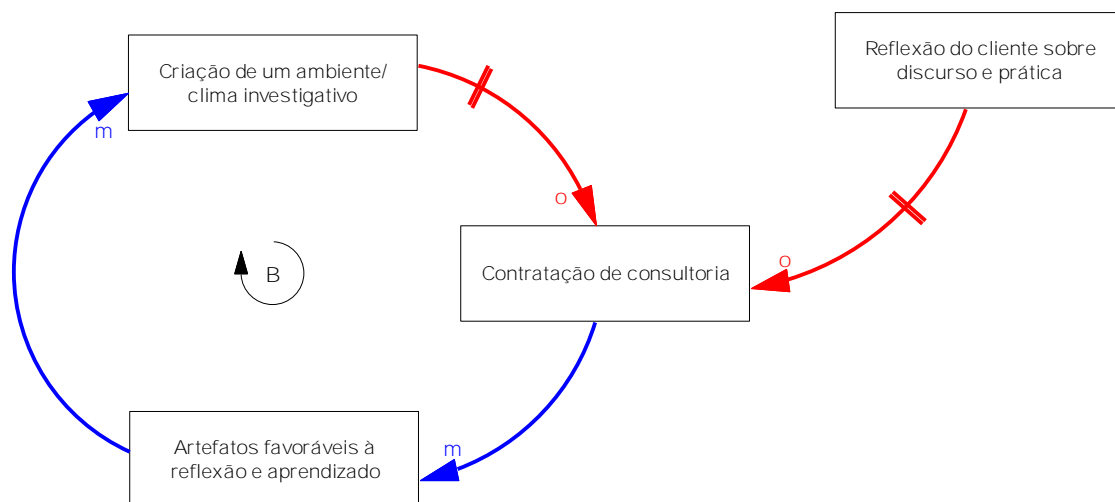 Criação de um ambiente/
clima investigativo
Reflexão do cliente sobre
discurso e prática
m
o
o
B
Contratação de consultoria
m
Artefatos favoráveis à
reflexão e aprendizado